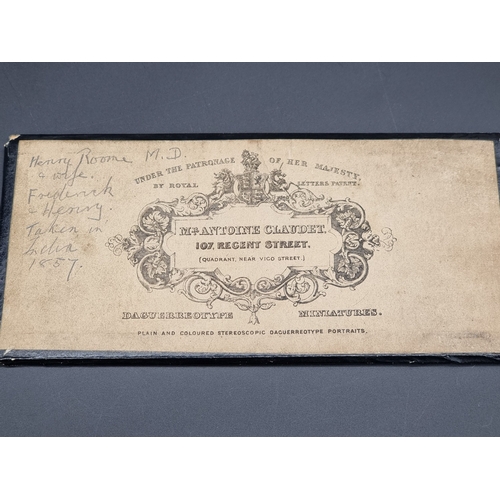 Henry Roome M.D.
& wife.
Frederick
& Henry.
Taken in
India
1857.
UNDER THE PATRONAGE OF HER MAJESTY,
BY ROYAL LETTERS PATENT.
MR. ANTOINE CLAUDET,
107, REGENT STREET,
(QUADRANT, NEAR VIGO STREET.)
DAGUERREOTYPE MINIATURES.
PLAIN AND COLOURED STEREOSCOPIC DAGUERREOTYPE PORTRAITS.